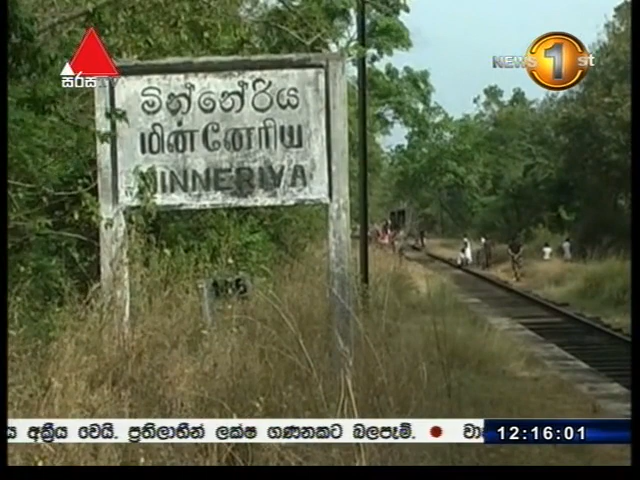 සිරස
NEWS 1st
මින්නේරිය
மின்னேரிய
MINNERIYA
ය අක්‍රීය වෙයි. ප්‍රතිලාභීන් ලක්ෂ ගණනකට බලපෑම්.
12:16:01